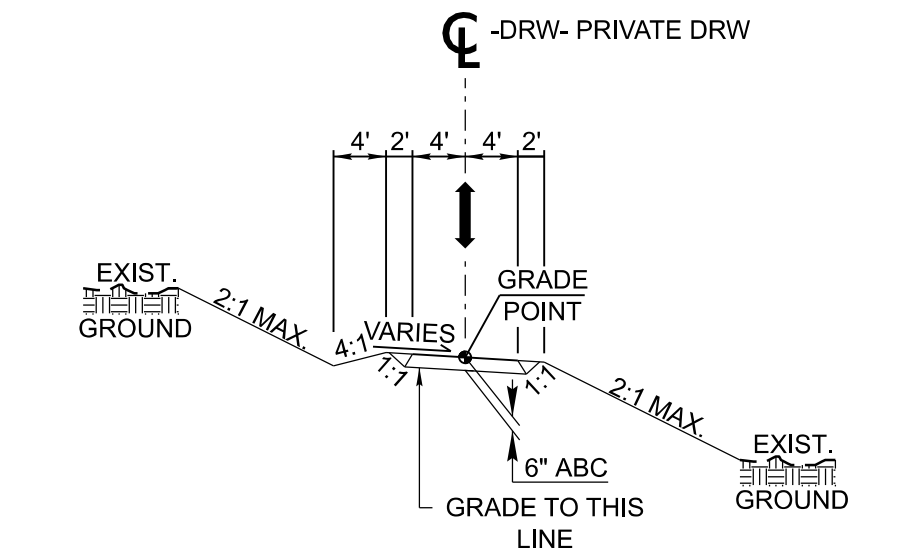 ℄ -DRW- PRIVATE DRW
4' 2' 4' 4' 2'
EXIST.
GROUND
2:1 MAX.
4:1
VARIES
1:1
GRADE
POINT
1:1
2:1 MAX.
EXIST.
GROUND
6" ABC
GRADE TO THIS
LINE